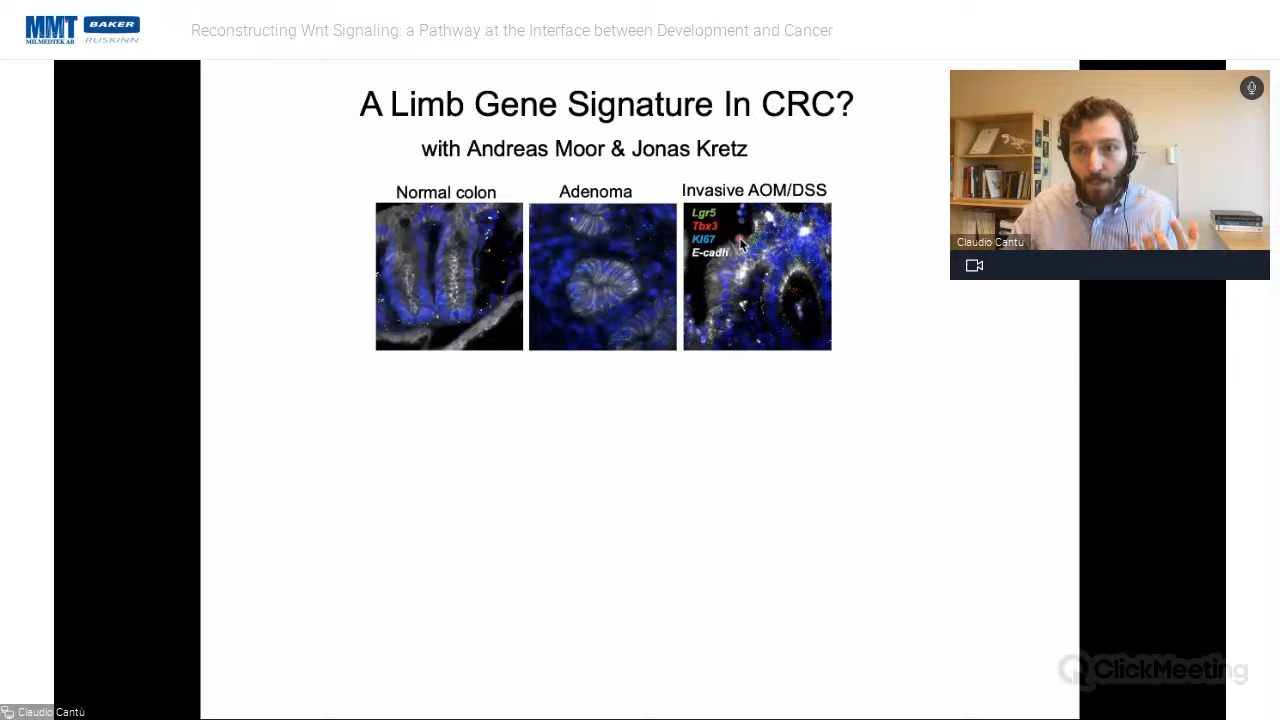 MMT
MILMEDTEK AB
BAKER
RUSKINN
Reconstructing Wnt Signaling: a Pathway at the Interface between Development and Cancer
A Limb Gene Signature In CRC?
with Andreas Moor & Jonas Kretz
Normal colon
Adenoma
Invasive AOM/DSS
Lgr5
Tbx3
KI67
E-cadh
Claudio Cantù
ClickMeeting
Claudio Cantù